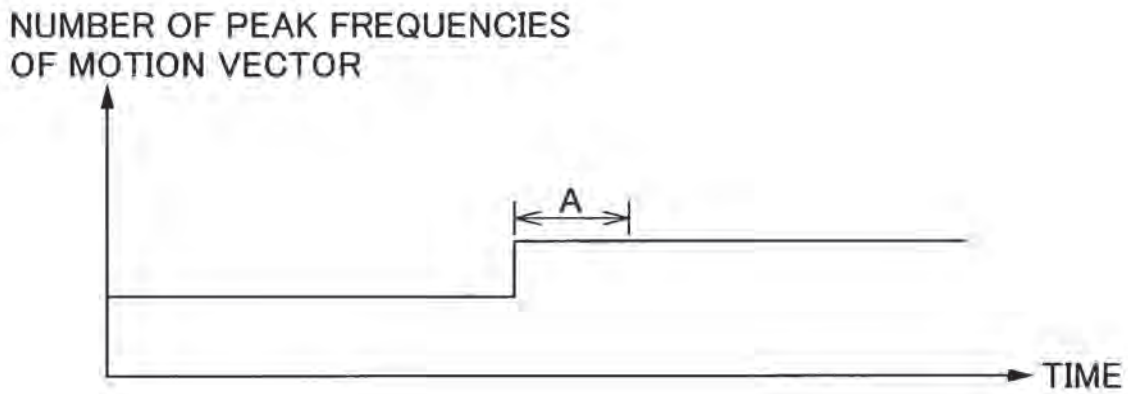 NUMBER OF PEAK FREQUENCIES
OF MOTION VECTOR
A
TIME